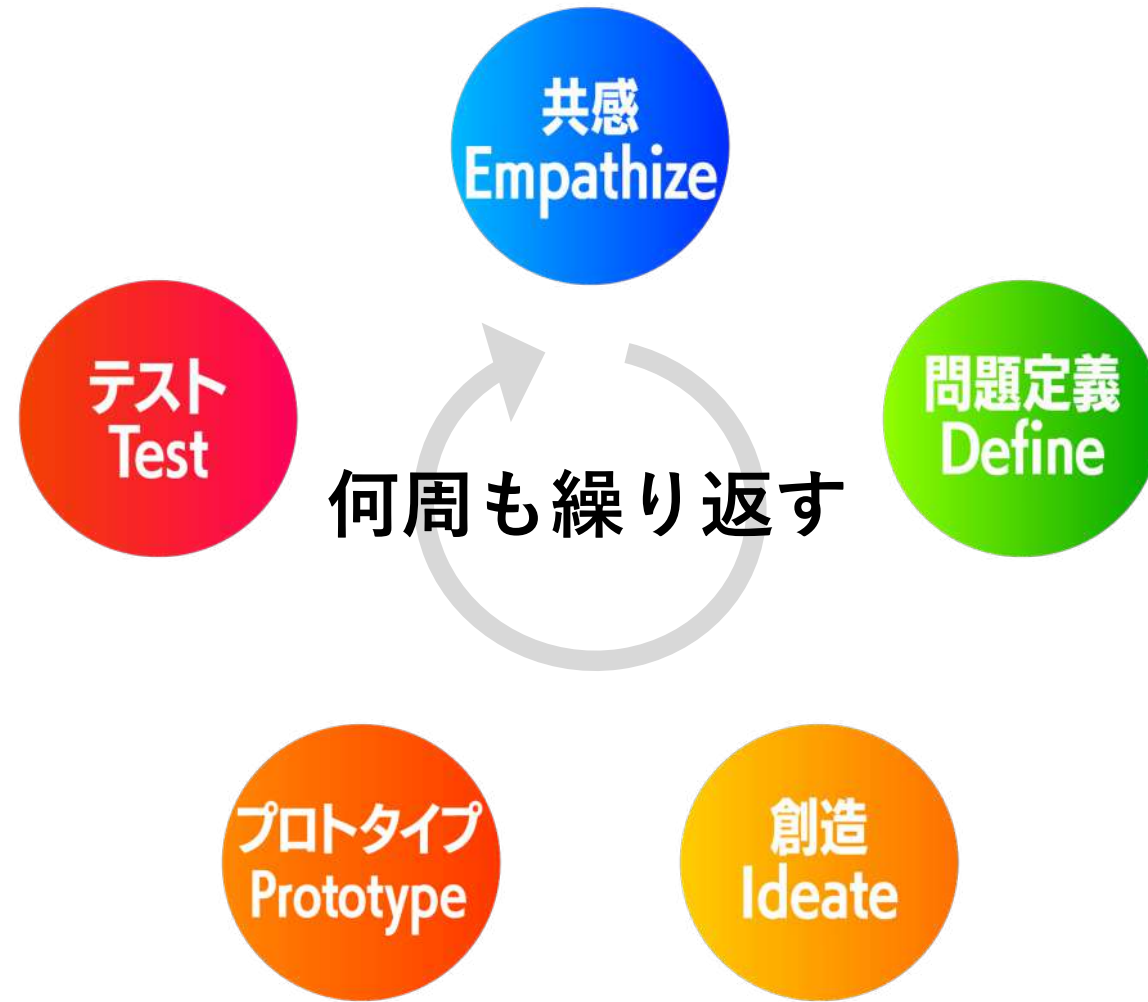 共感
Empathize
問題定義
Define
創造
Ideate
プロトタイプ
Prototype
テスト
Test
何周も繰り返す